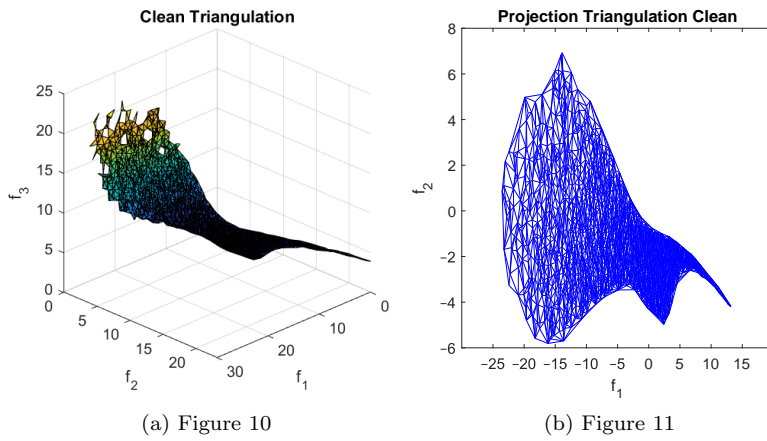 Clean Triangulation
25
20
15
10
5
0
f3
0
5
10
15
20
f2
30
20
10
0
f1
(a) Figure 10
Projection Triangulation Clean
8
6
4
2
0
−2
−4
−6
f2
−25 −20 −15 −10 −5 0 5 10 15
f1
(b) Figure 11